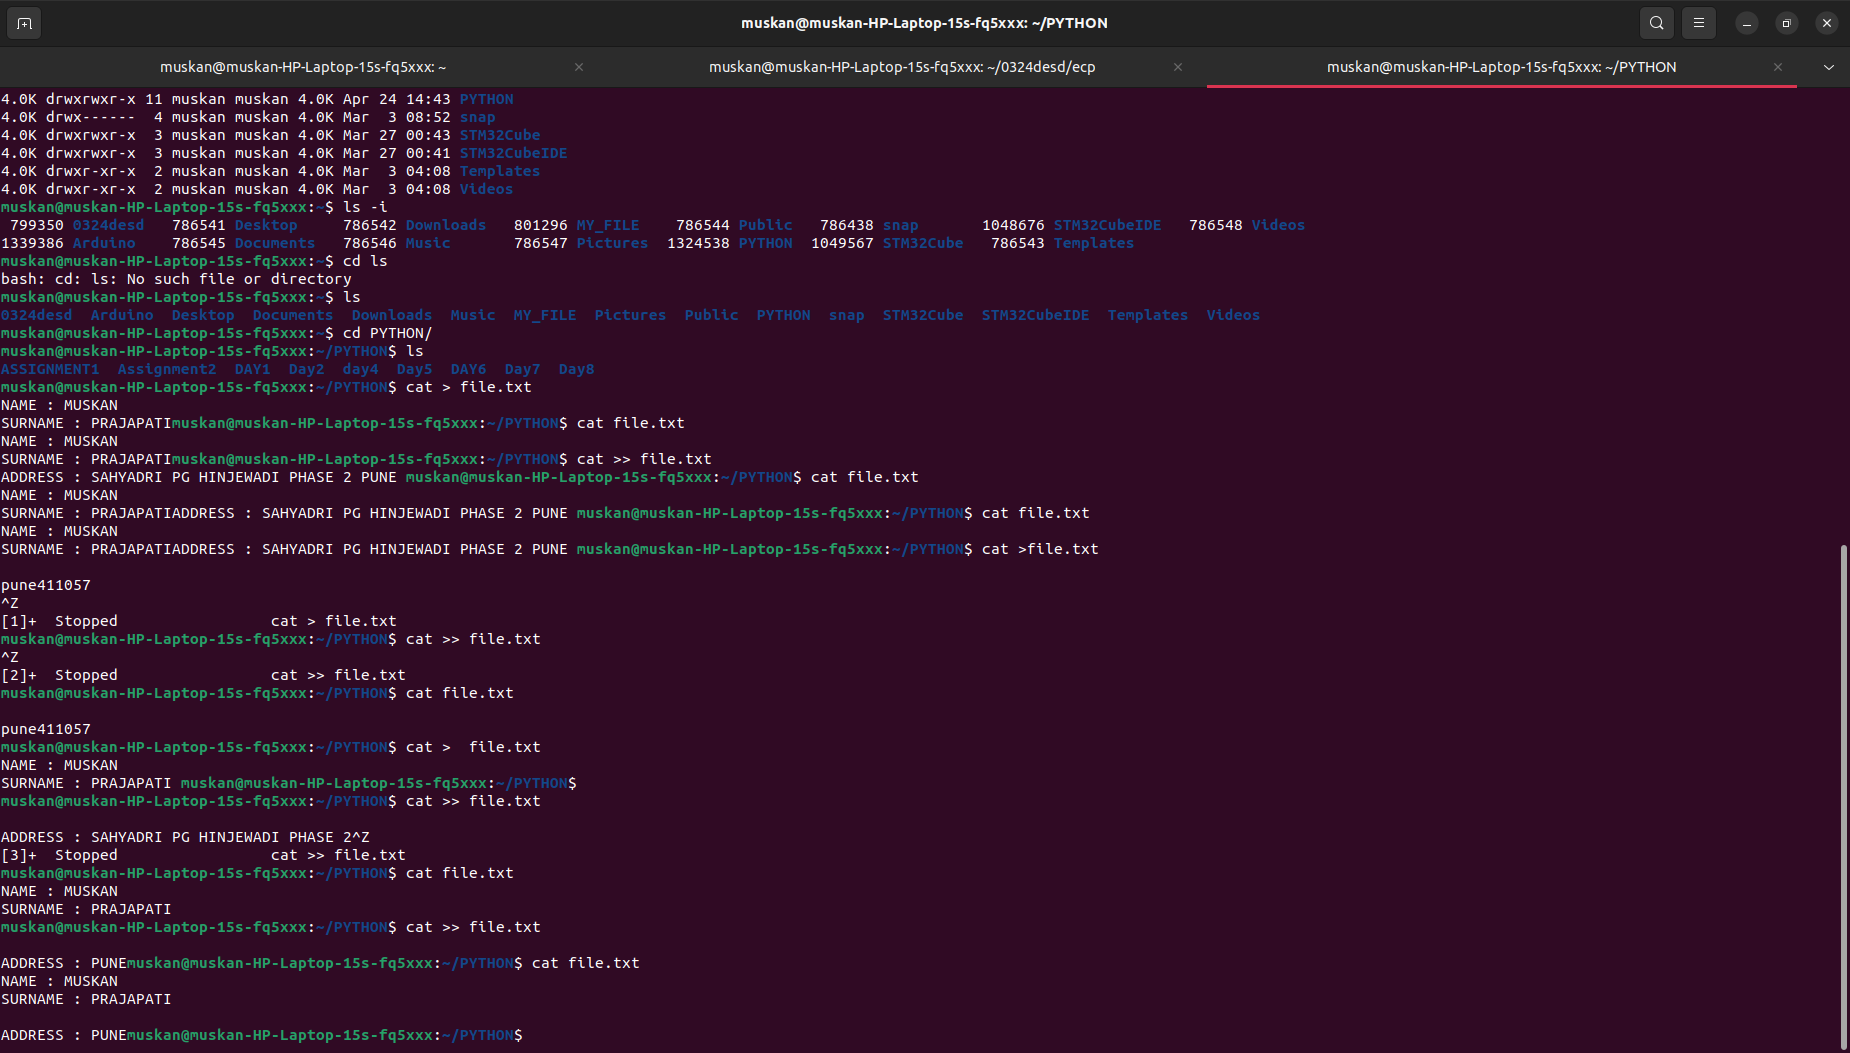 muskan@muskan-HP-Laptop-15s-fq5xxx: ~/PYTHON
muskan@muskan-HP-Laptop-15s-fq5xxx: ~
muskan@muskan-HP-Laptop-15s-fq5xxx: ~/0324desd/ecp
muskan@muskan-HP-Laptop-15s-fq5xxx: ~/PYTHON
4.0K drwxrwxr-x 11 muskan muskan 4.0K Apr 24 14:43 PYTHON
4.0K drwx------  4 muskan muskan 4.0K Mar  3 08:52 snap
4.0K drwxrwxr-x  3 muskan muskan 4.0K Mar 27 00:43 STM32Cube
4.0K drwxrwxr-x  3 muskan muskan 4.0K Mar 27 00:41 STM32CubeIDE
4.0K drwxr-xr-x  2 muskan muskan 4.0K Mar  3 04:08 Templates
4.0K drwxr-xr-x  2 muskan muskan 4.0K Mar  3 04:08 Videos
muskan@muskan-HP-Laptop-15s-fq5xxx:~$ ls -i
 799350 0324desd   786541 Desktop     786542 Downloads   801296 MY_FILE    786544 Public   786438 snap       1048676 STM32CubeIDE   786548 Videos
1339386 Arduino    786545 Documents   786546 Music       786547 Pictures  1324538 PYTHON  1049567 STM32Cube   786543 Templates
muskan@muskan-HP-Laptop-15s-fq5xxx:~$ cd ls
bash: cd: ls: No such file or directory
muskan@muskan-HP-Laptop-15s-fq5xxx:~$ ls
0324desd  Arduino  Desktop  Documents  Downloads  Music  MY_FILE  Pictures  Public  PYTHON  snap  STM32Cube  STM32CubeIDE  Templates  Videos
muskan@muskan-HP-Laptop-15s-fq5xxx:~$ cd PYTHON/
muskan@muskan-HP-Laptop-15s-fq5xxx:~/PYTHON$ ls
ASSIGNMENT1  Assignment2  DAY1  Day2  day4  Day5  DAY6  Day7  Day8
muskan@muskan-HP-Laptop-15s-fq5xxx:~/PYTHON$ cat > file.txt
NAME : MUSKAN
SURNAME : PRAJAPATImuskan@muskan-HP-Laptop-15s-fq5xxx:~/PYTHON$ cat file.txt
NAME : MUSKAN
SURNAME : PRAJAPATImuskan@muskan-HP-Laptop-15s-fq5xxx:~/PYTHON$ cat >> file.txt
ADDRESS : SAHYADRI PG HINJEWADI PHASE 2 PUNE muskan@muskan-HP-Laptop-15s-fq5xxx:~/PYTHON$ cat file.txt
NAME : MUSKAN
SURNAME : PRAJAPATIADDRESS : SAHYADRI PG HINJEWADI PHASE 2 PUNE muskan@muskan-HP-Laptop-15s-fq5xxx:~/PYTHON$ cat file.txt
NAME : MUSKAN
SURNAME : PRAJAPATIADDRESS : SAHYADRI PG HINJEWADI PHASE 2 PUNE muskan@muskan-HP-Laptop-15s-fq5xxx:~/PYTHON$ cat >file.txt
pune411057
^Z
[1]+  Stopped                 cat > file.txt
muskan@muskan-HP-Laptop-15s-fq5xxx:~/PYTHON$ cat >> file.txt
^Z
[2]+  Stopped                 cat >> file.txt
muskan@muskan-HP-Laptop-15s-fq5xxx:~/PYTHON$ cat file.txt
pune411057
muskan@muskan-HP-Laptop-15s-fq5xxx:~/PYTHON$ cat >  file.txt
NAME : MUSKAN
SURNAME : PRAJAPATI muskan@muskan-HP-Laptop-15s-fq5xxx:~/PYTHON$
muskan@muskan-HP-Laptop-15s-fq5xxx:~/PYTHON$ cat >> file.txt
ADDRESS : SAHYADRI PG HINJEWADI PHASE 2^Z
[3]+  Stopped                 cat >> file.txt
muskan@muskan-HP-Laptop-15s-fq5xxx:~/PYTHON$ cat file.txt
NAME : MUSKAN
SURNAME : PRAJAPATI
muskan@muskan-HP-Laptop-15s-fq5xxx:~/PYTHON$ cat >> file.txt
ADDRESS : PUNEmuskan@muskan-HP-Laptop-15s-fq5xxx:~/PYTHON$ cat file.txt
NAME : MUSKAN
SURNAME : PRAJAPATI
ADDRESS : PUNEmuskan@muskan-HP-Laptop-15s-fq5xxx:~/PYTHON$